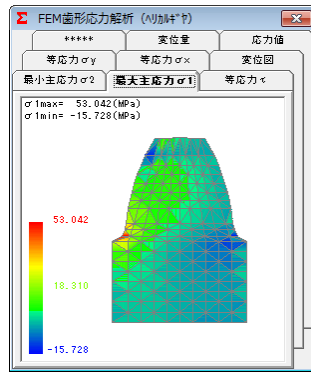 Σ FEM歯形応力解析 (ヘリカルギヤ)
***** 変位量 応力値
等応力σy 等応力σx 変位図
最小主応力σ2 最大主応力σ1 等応力τ
σ1max= 53.042(MPa)
σ1min= -15.728(MPa)
53.042
18.310
-15.728